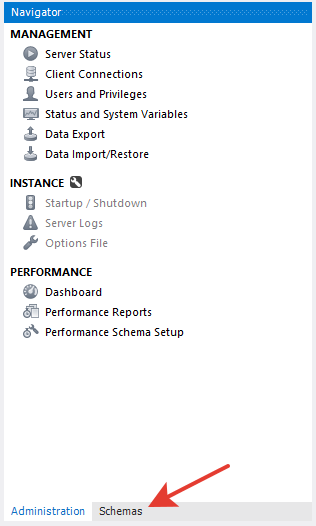 Navigator
MANAGEMENT
Server Status
Client Connections
Users and Privileges
Status and System Variables
Data Export
Data Import/Restore
INSTANCE
Startup / Shutdown
Server Logs
Options File
PERFORMANCE
Dashboard
Performance Reports
Performance Schema Setup
Administration Schemas